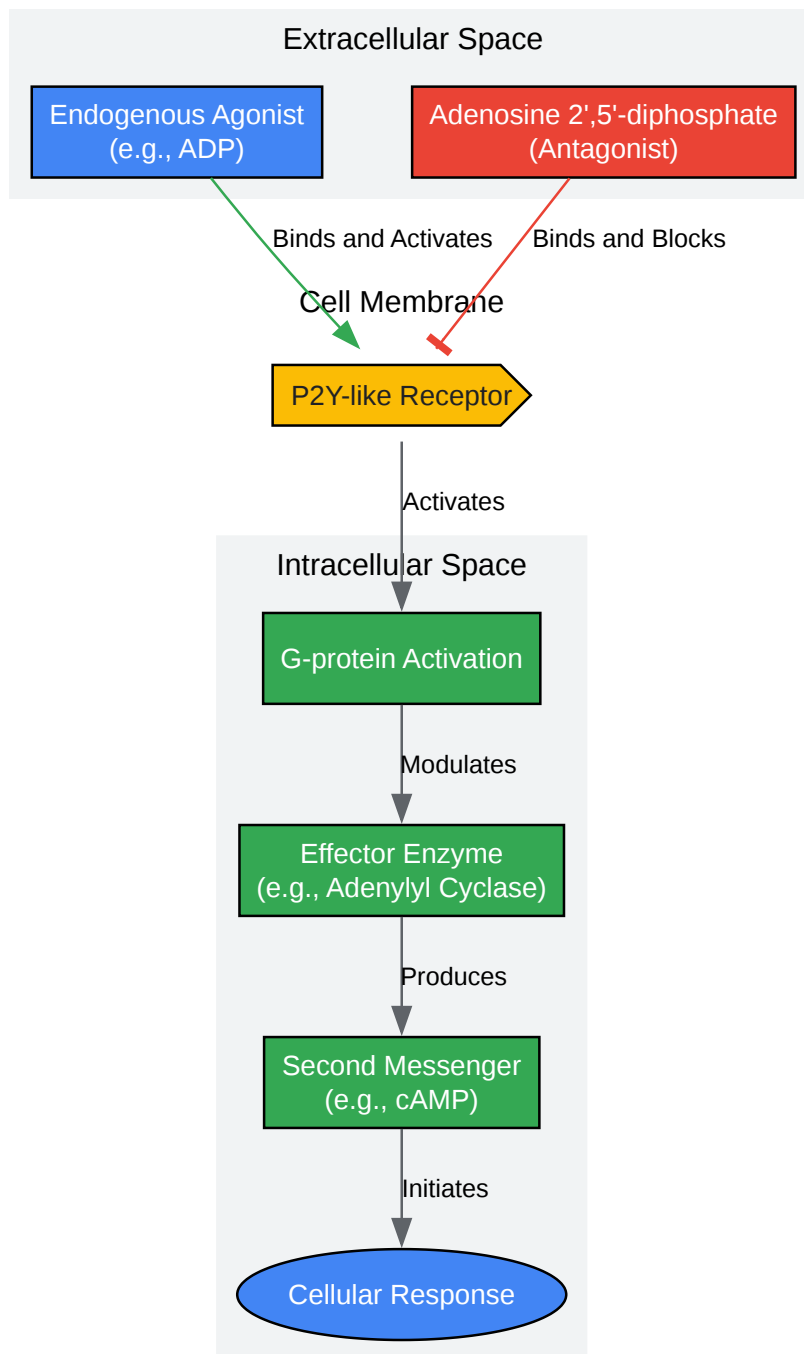 Extracellular Space
Endogenous Agonist
(e.g., ADP)
Adenosine 2',5'-diphosphate
(Antagonist)
Binds and Activates
Binds and Blocks
Cell Membrane
P2Y-like Receptor
Activates
Intracellular Space
G-protein Activation
Modulates
Effector Enzyme
(e.g., Adenylyl Cyclase)
Produces
Second Messenger
(e.g., cAMP)
Initiates
Cellular Response